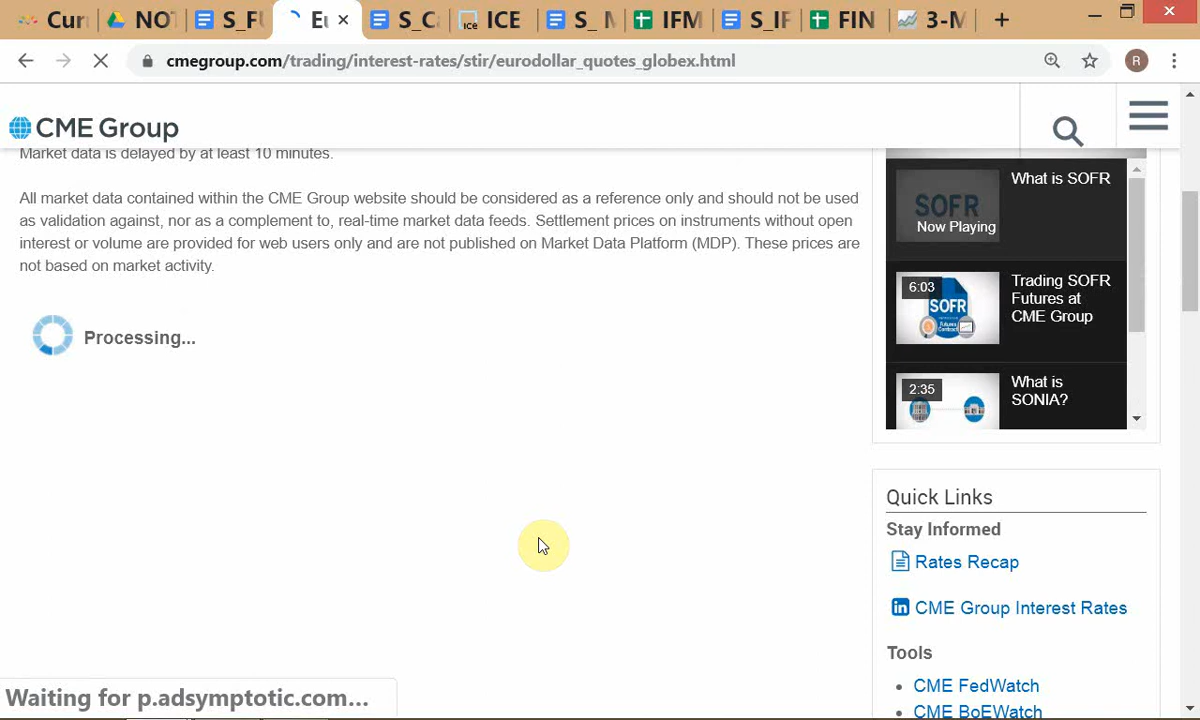 Cur
NOT
S_FU
Eu
S_C
ice ICE
S_ M
IFM
S_IF
FIN
3-M
cmegroup.com/trading/interest-rates/stir/eurodollar_quotes_globex.html
R
CME Group
Market data is delayed by at least 10 minutes.
All market data contained within the CME Group website should be considered as a reference only and should not be used
as validation against, nor as a complement to, real-time market data feeds. Settlement prices on instruments without open
interest or volume are provided for web users only and are not published on Market Data Platform (MDP). These prices are
not based on market activity.
Processing...
SOFR
Now Playing
What is SOFR
6:03
SOFR
Trading SOFR
Futures at
CME Group
2:35
What is
SONIA?
Quick Links
Stay Informed
Rates Recap
in CME Group Interest Rates
Tools
• CME FedWatch
• CME BoEWatch
Waiting for p.adsymptotic.com...